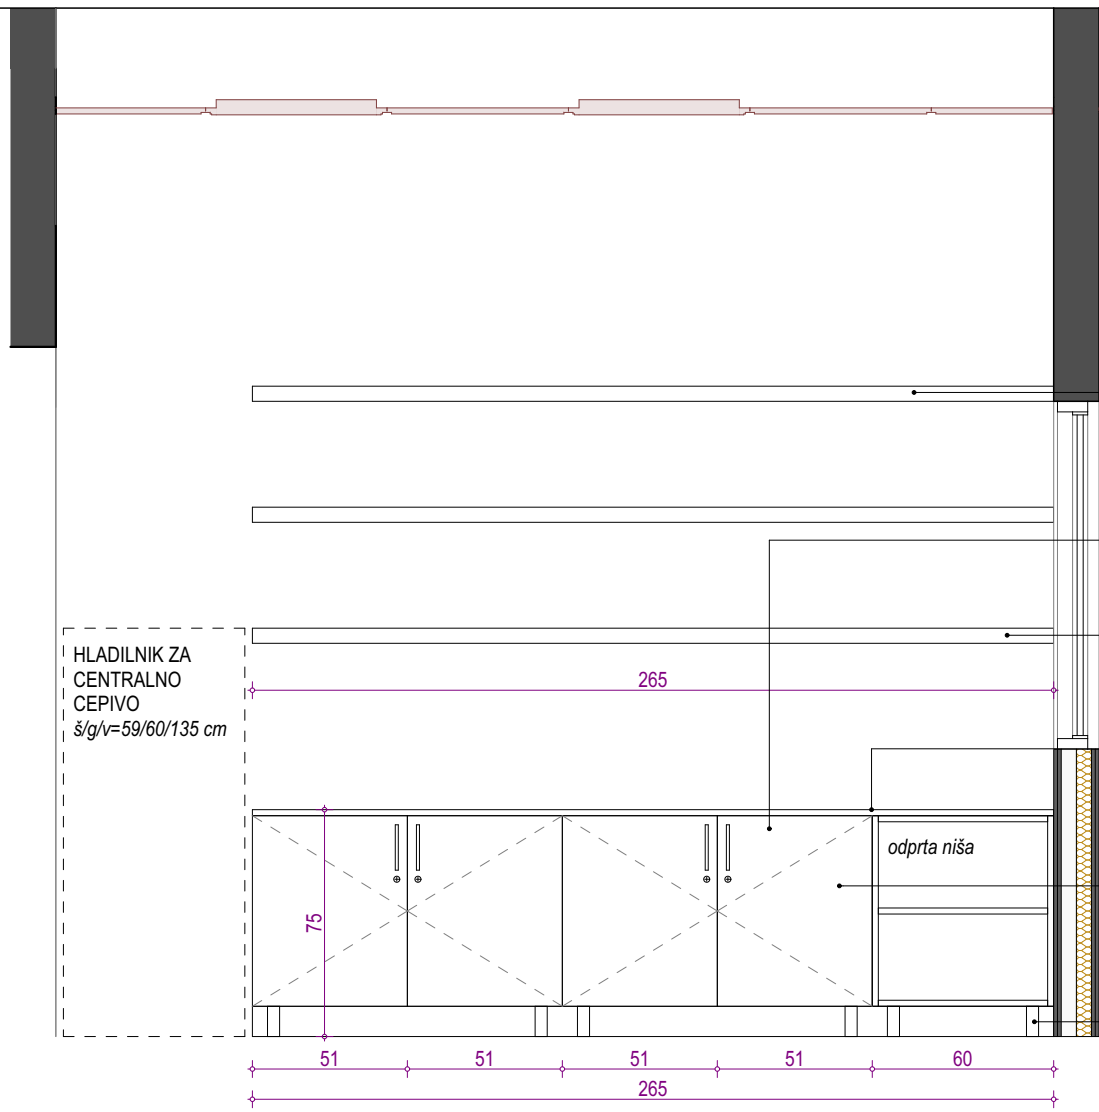 HLADILNIK ZA
CENTRALNO
CEPIVO
š/g/v=59/60/135 cm
265
odprta niša
75
51 51 51 51 60
265